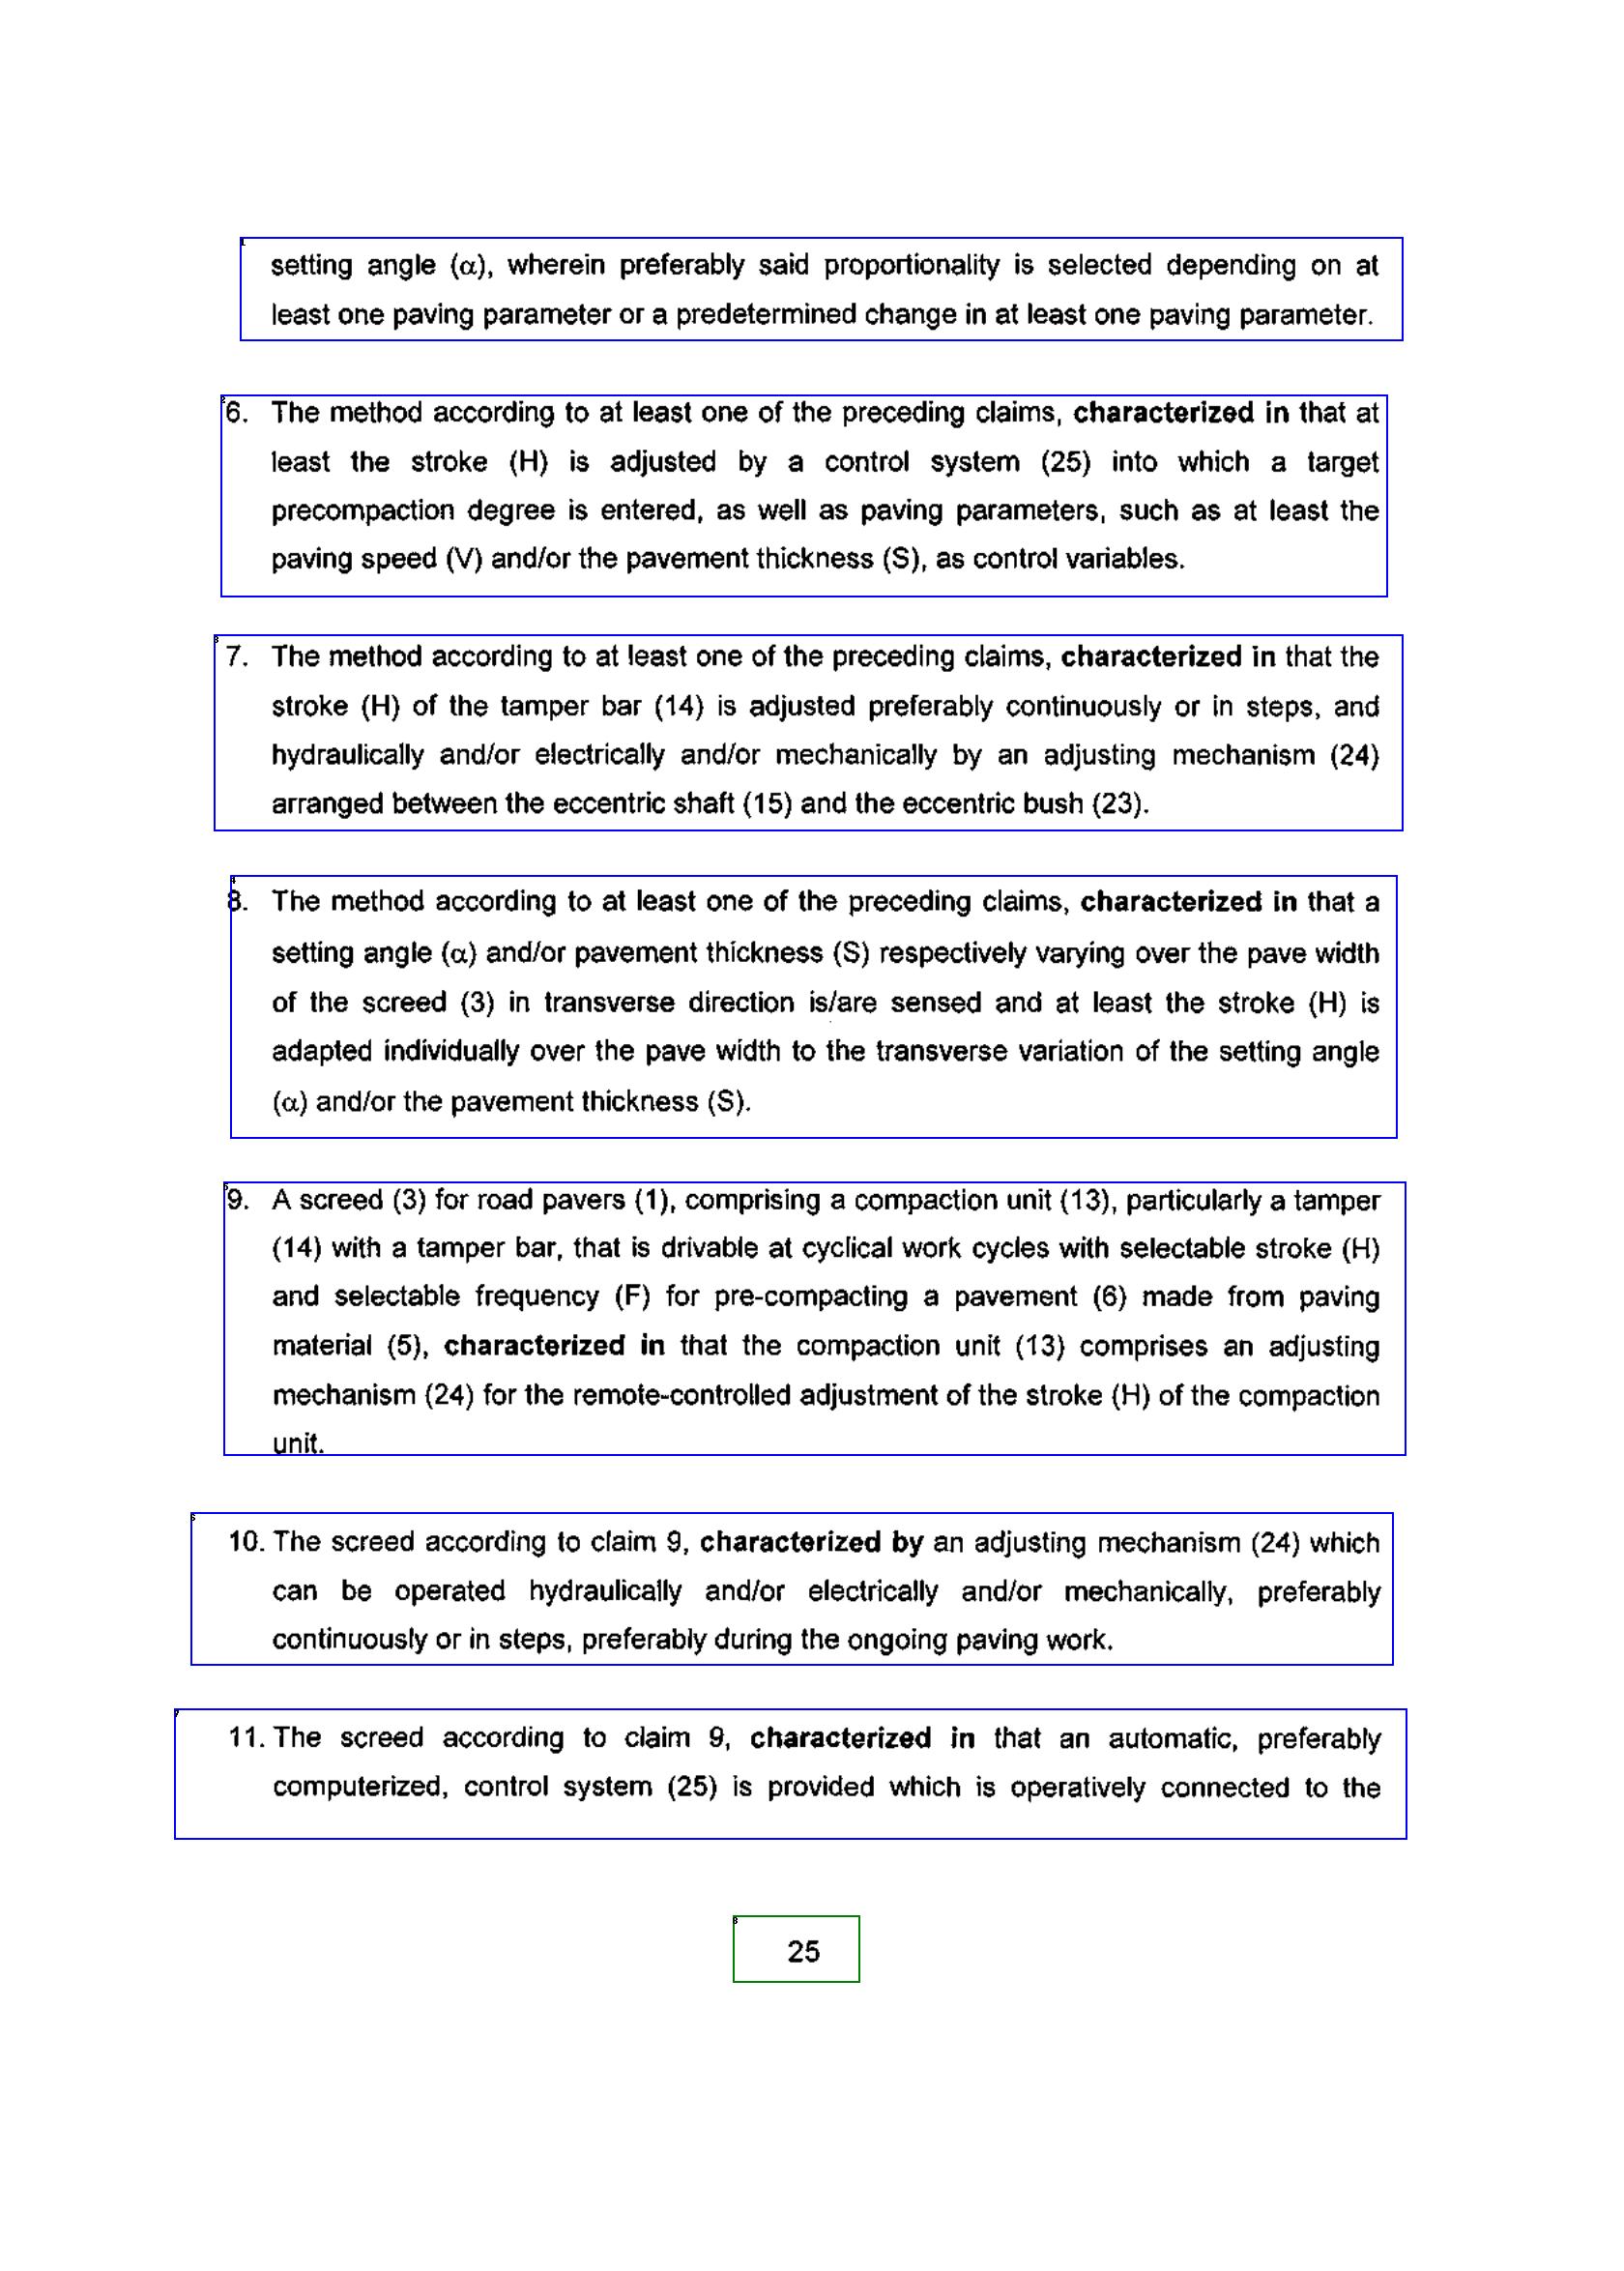 setting angle (α), wherein preferably said proportionality is selected depending on at
least one paving parameter or a predetermined change in at least one paving parameter.
6. The method according to at least one of the preceding claims, characterized in that at
least the stroke (H) is adjusted by a control system (25) into which a target
precompaction degree is entered, as well as paving parameters, such as at least the
paving speed (V) and/or the pavement thickness (S), as control variables.
7. The method according to at least one of the preceding claims, characterized in that the
stroke (H) of the tamper bar (14) is adjusted preferably continuously or in steps, and
hydraulically and/or electrically and/or mechanically by an adjusting mechanism (24)
arranged between the eccentric shaft (15) and the eccentric bush (23).
8. The method according to at least one of the preceding claims, characterized in that a
setting angle (α) and/or pavement thickness (S) respectively varying over the pave width
of the screed (3) in transverse direction is/are sensed and at least the stroke (H) is
adapted individually over the pave width to the transverse variation of the setting angle
(α) and/or the pavement thickness (S).
9. A screed (3) for road pavers (1), comprising a compaction unit (13), particularly a tamper
(14) with a tamper bar, that is drivable at cyclical work cycles with selectable stroke (H)
and selectable frequency (F) for pre-compacting a pavement (6) made from paving
material (5), characterized in that the compaction unit (13) comprises an adjusting
mechanism (24) for the remote-controlled adjustment of the stroke (H) of the compaction
unit.
10. The screed according to claim 9, characterized by an adjusting mechanism (24) which
can be operated hydraulically and/or electrically and/or mechanically, preferably
continuously or in steps, preferably during the ongoing paving work.
11. The screed according to claim 9, characterized in that an automatic, preferably
computerized, control system (25) is provided which is operatively connected to the
25